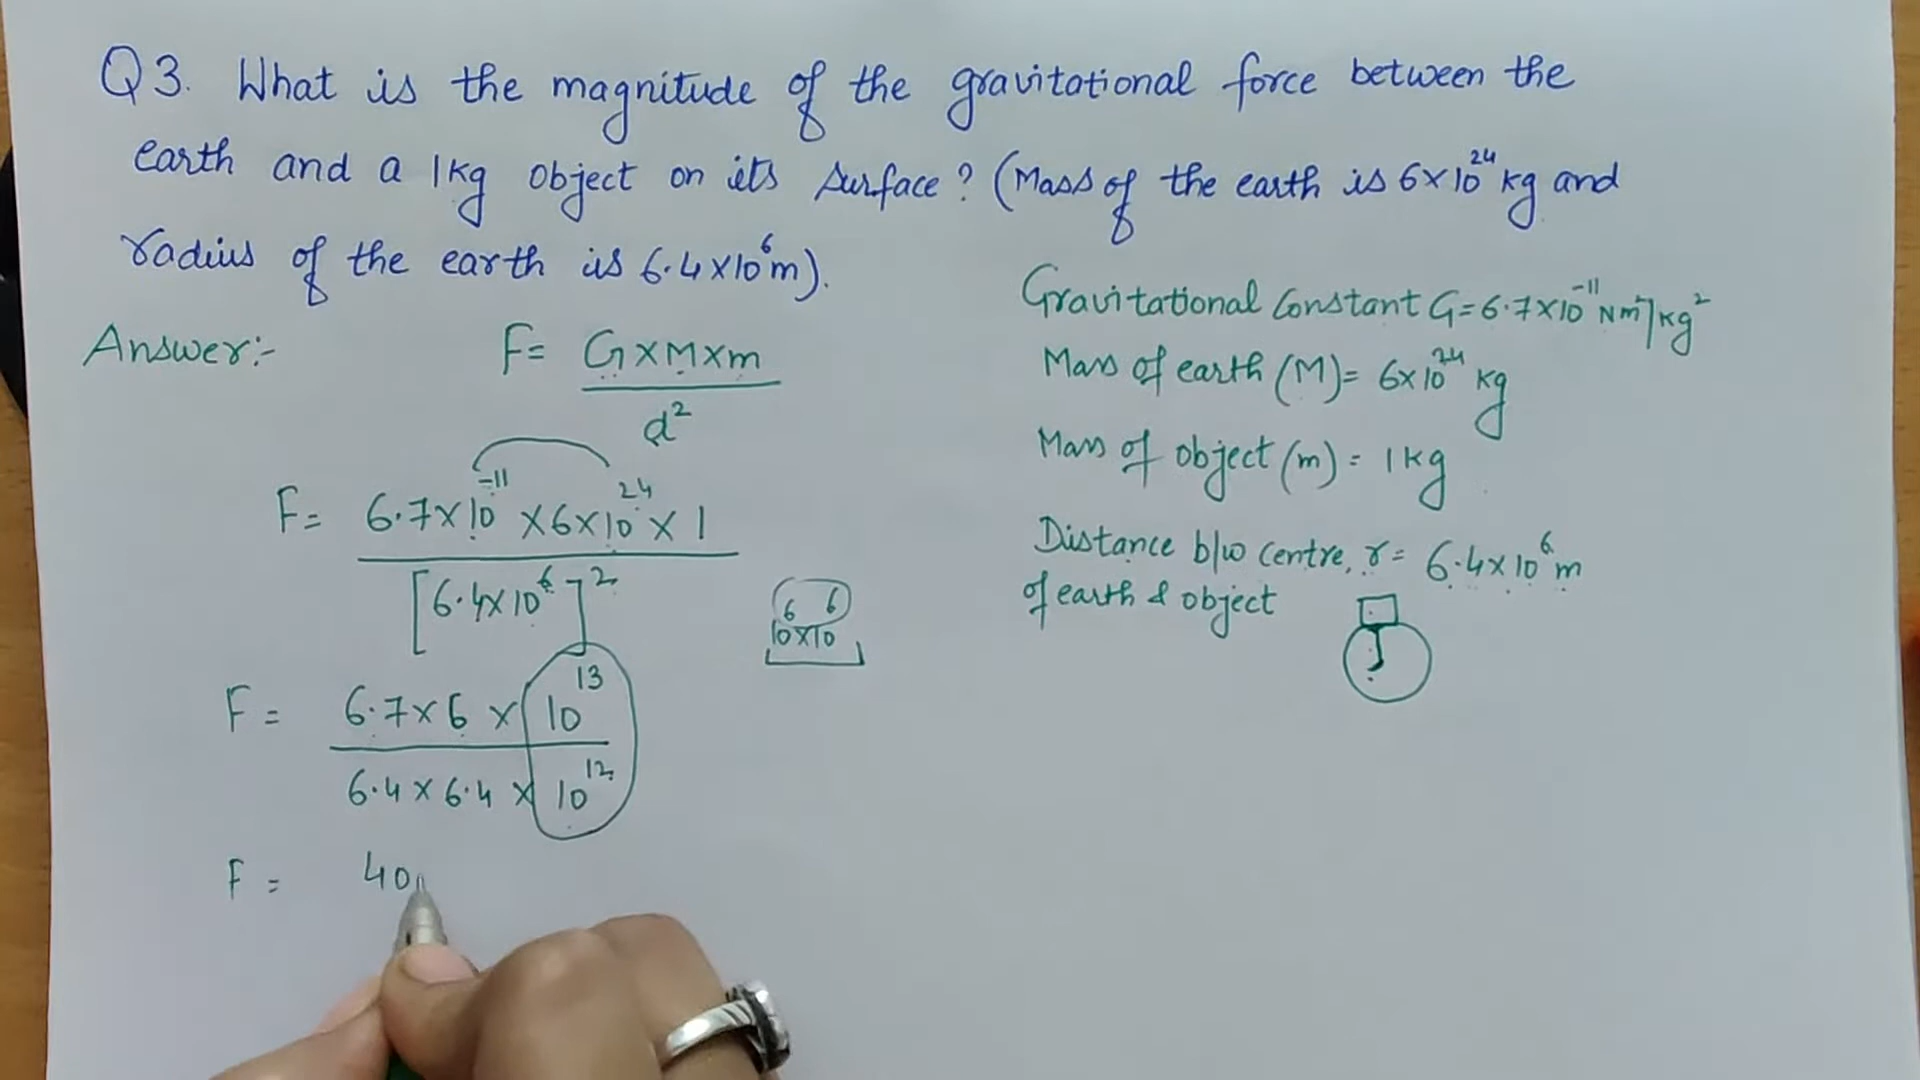 Q3. What is the magnitude of the gravitational force between the
earth and a 1kg object on its surface? (Mass of the earth is 6×10²⁴ kg and
radius of the earth is 6.4×10⁶m).
Answer:-
F= G×M×m
d²
F= 6.7×10⁻¹¹ ×6×10²⁴ × 1
[6.4×10⁶]²
6 6
10×10
F= 6.7×6 × 10¹³
6.4×6.4 × 10¹²
F= 40
Gravitational Constant G=6.7×10⁻¹¹ Nm²/kg²
Mass of earth (M)= 6×10²⁴ kg
Mass of object (m)= 1kg
Distance b/w centre, r= 6.4×10⁶ m
of earth & object